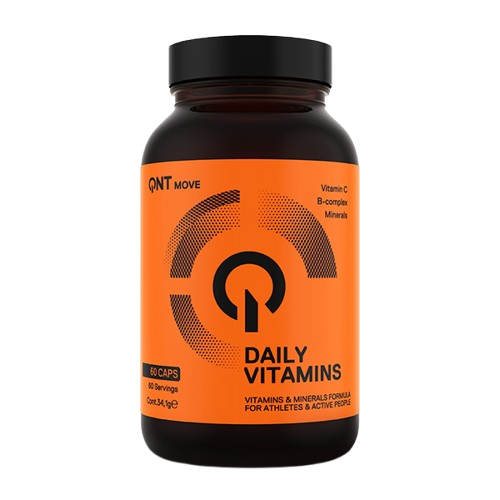 QNT MOVE
Vitamin C
B-complex
Minerals
60 CAPS
60 Servings
Cont.34,1g℮
DAILY
VITAMINS
VITAMINS & MINERALS FORMULA
FOR ATHLETES & ACTIVE PEOPLE